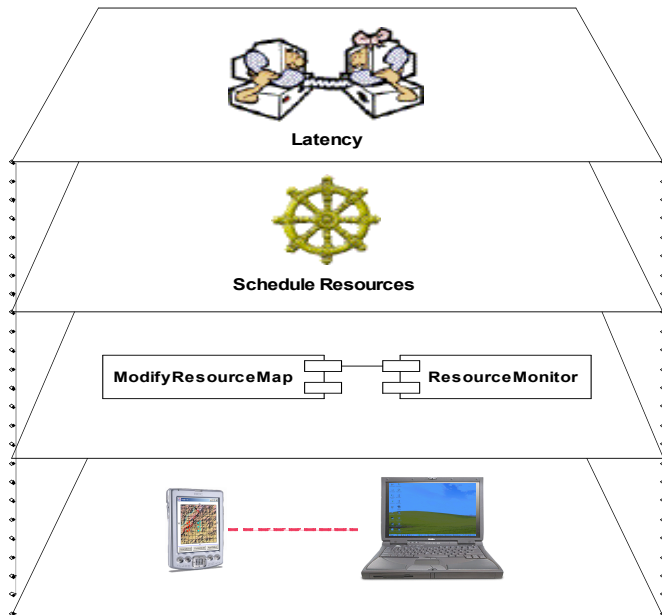 Latency
Schedule Resources
ModifyResourceMap
ResourceMonitor